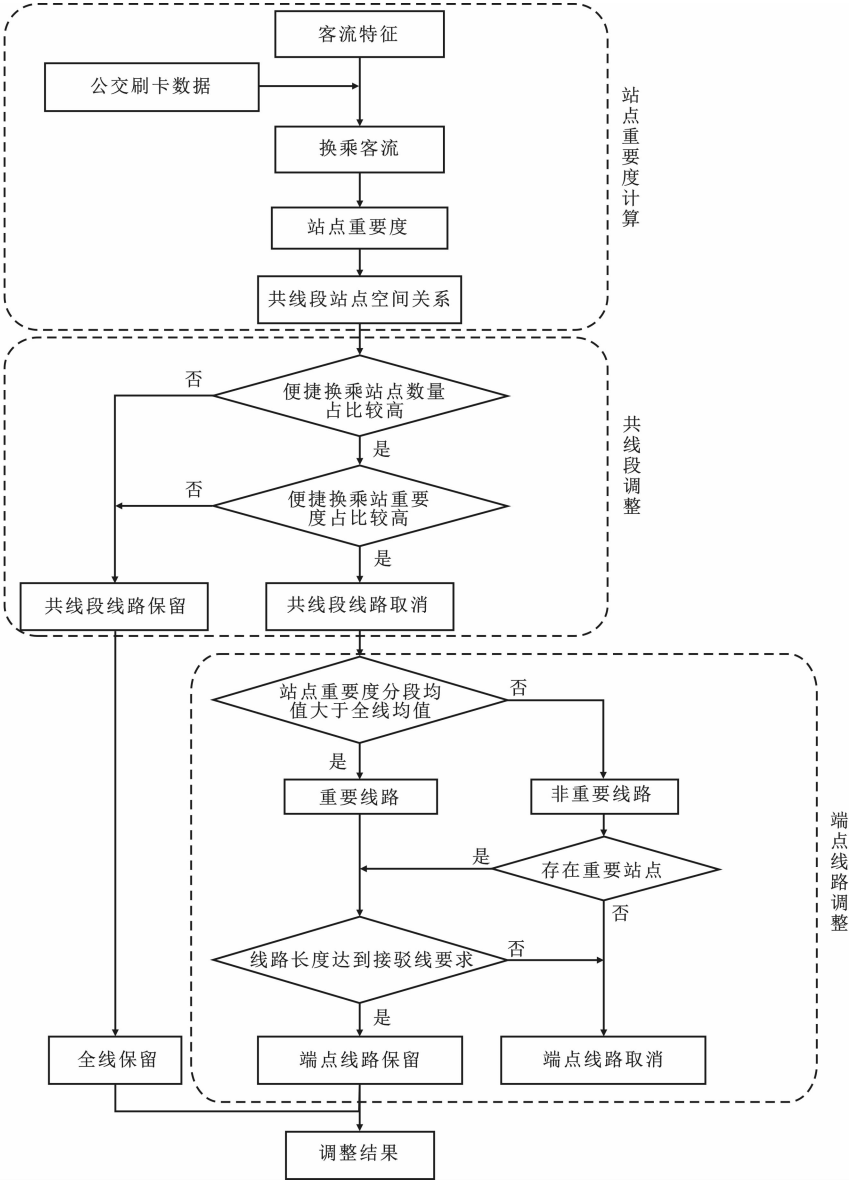 客流特征
公交刷卡数据
换乘客流
站点重要度
共线段站点空间关系
站点重要度计算
否
便捷换乘站点数量
占比较高
是
否
便捷换乘站重要
度占比较高
是
共线段线路保留
共线段线路取消
共线段调整
站点重要度分段均
值大于全线均值
否
是
重要线路
非重要线路
是
存在重要站点
否
线路长度达到接驳线要求
否
是
全线保留
端点线路保留
端点线路取消
端点线路调整
调整结果